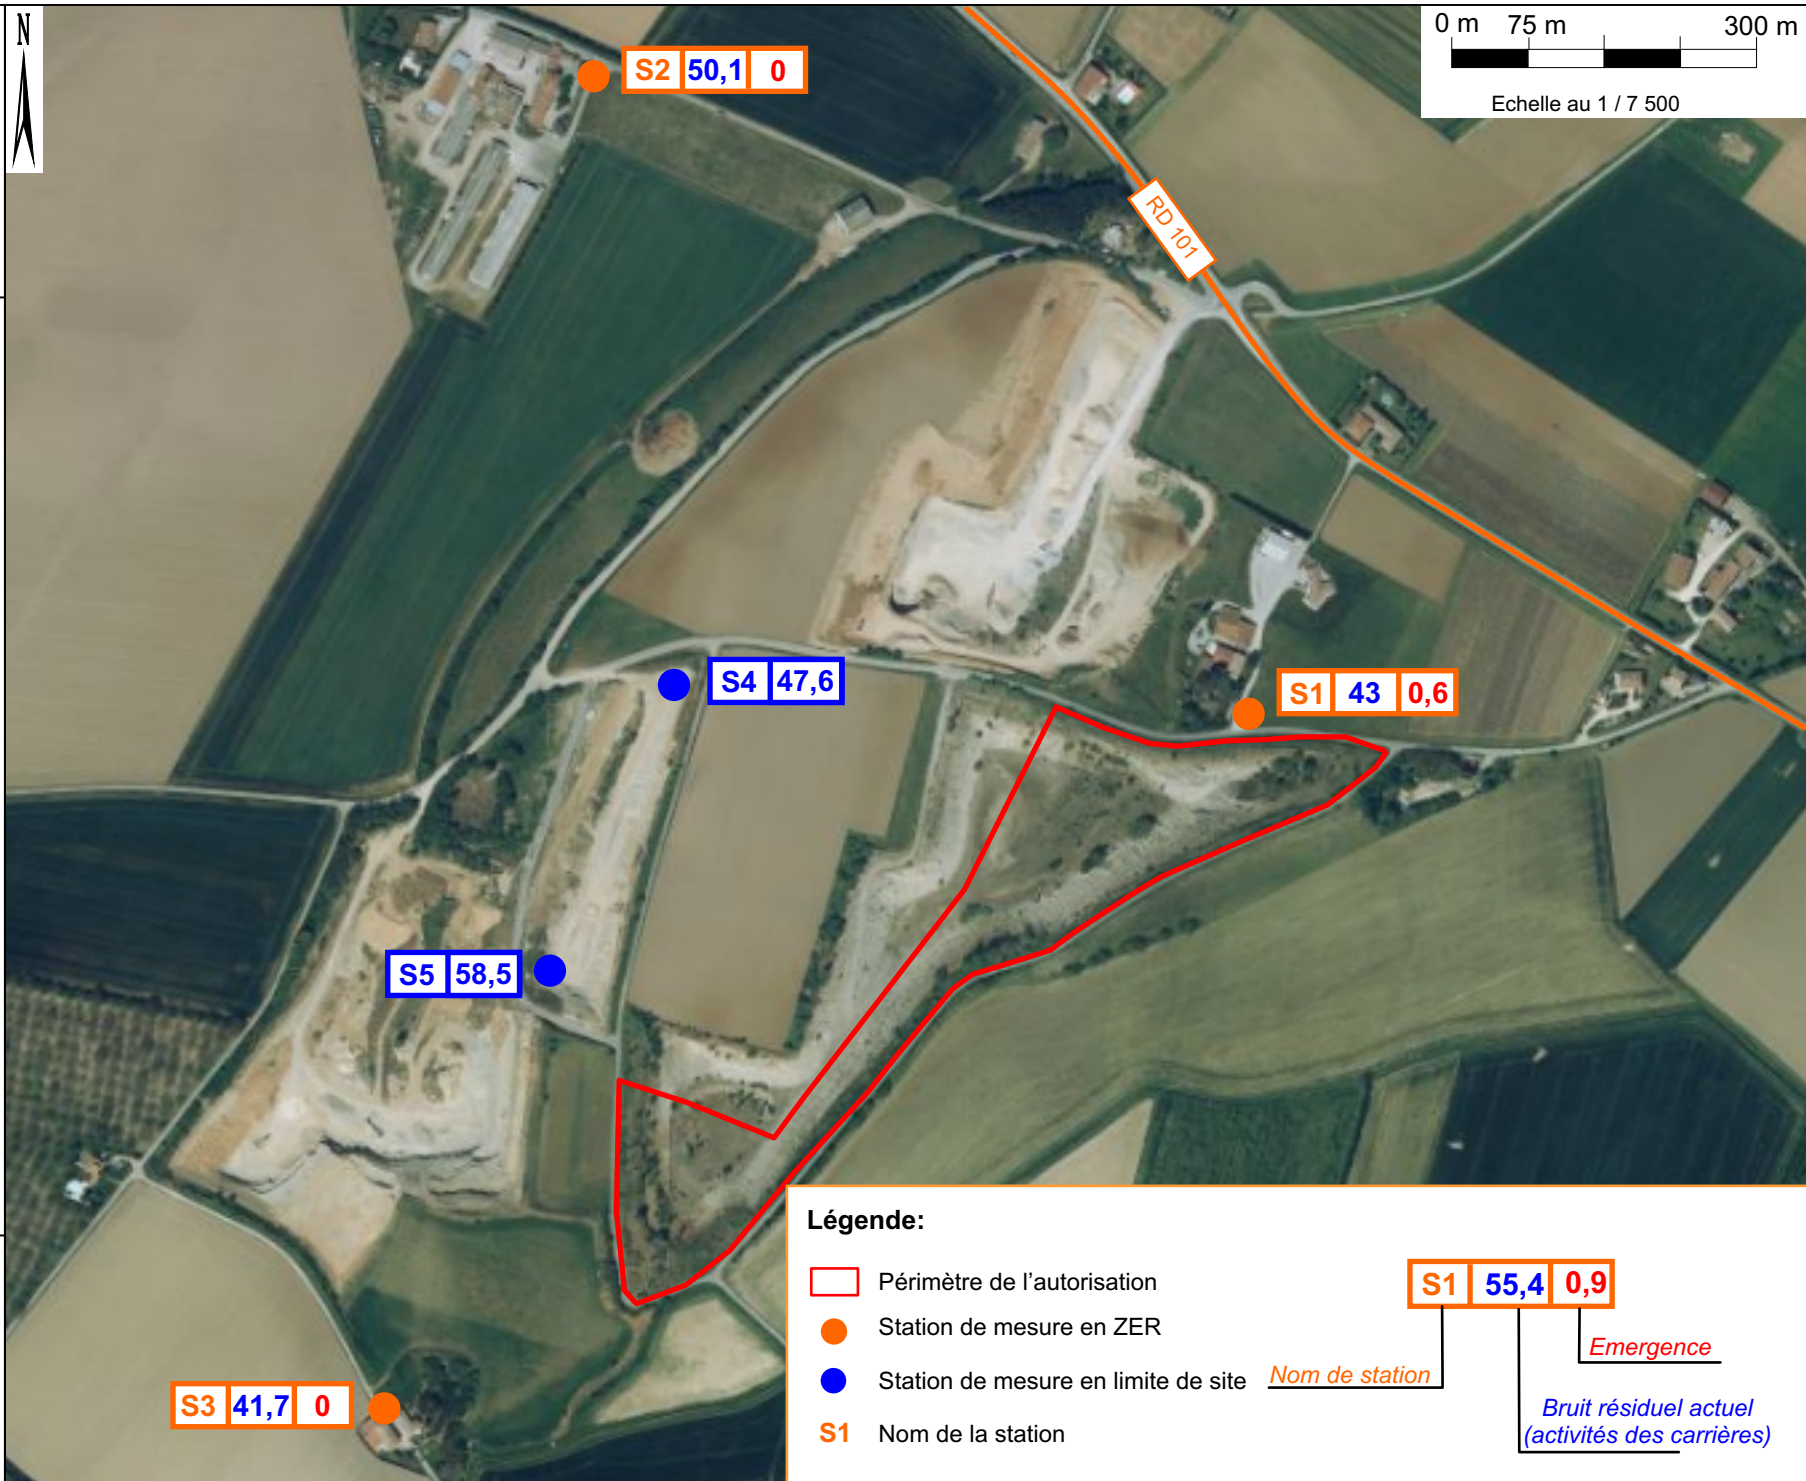 N
0 m 75 m 300 m
Echelle au 1 / 7 500
S2 50,1 0
RD 101
S4 47,6
S1 43 0,6
S5 58,5
S3 41,7 0
Légende:
Périmètre de l'autorisation
Station de mesure en ZER
Station de mesure en limite de site
S1 Nom de la station
S1 55,4 0,9
Emergence
Nom de station
Bruit résiduel actuel
(activités des carrières)